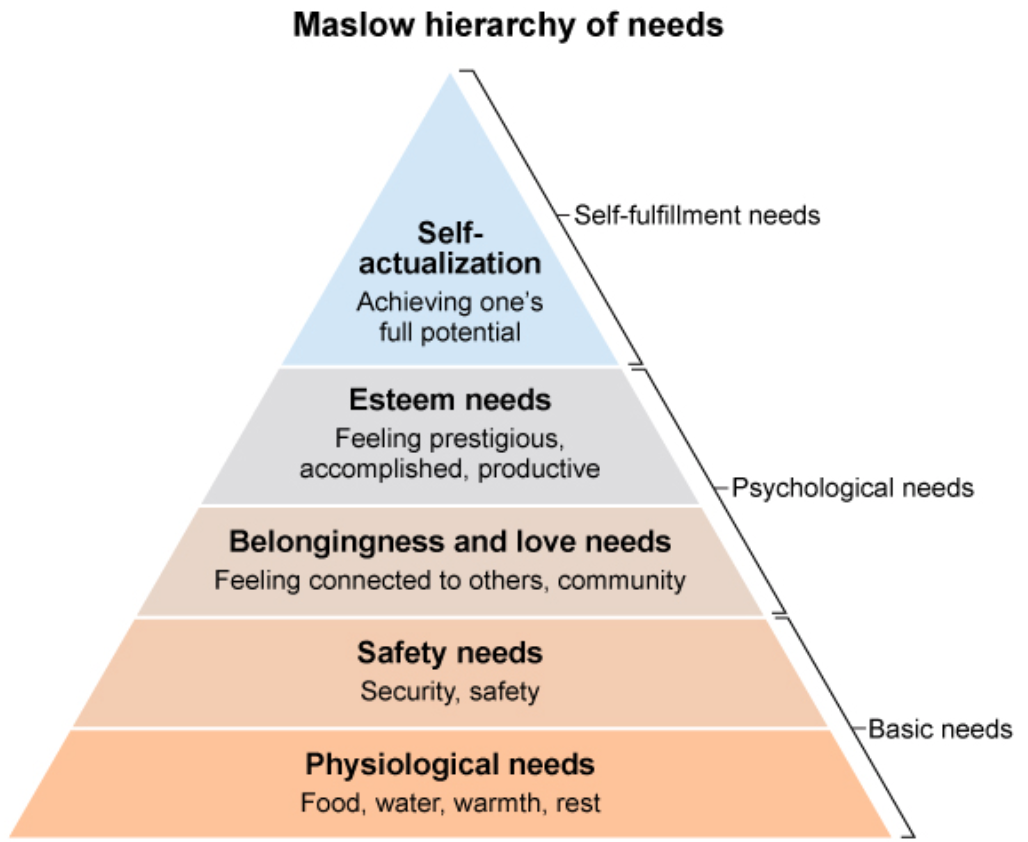 Maslow hierarchy of needs
Self-fulfillment needs
Self-
actualization
Achieving one’s
full potential
Esteem needs
Feeling prestigious,
accomplished, productive
Psychological needs
Belongingness and love needs
Feeling connected to others, community
Safety needs
Security, safety
Basic needs
Physiological needs
Food, water, warmth, rest